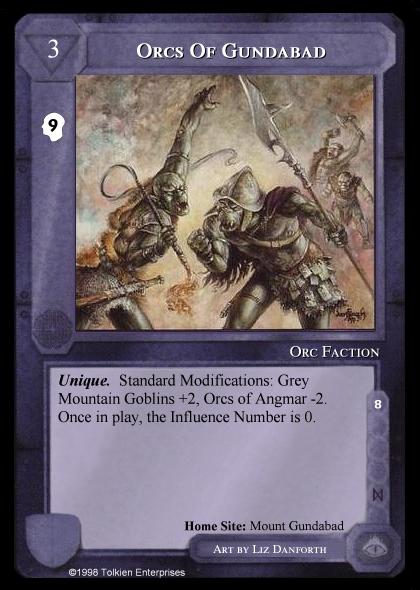 3
ORCS OF GUNDABAD
9
ORC FACTION
Unique. Standard Modifications: Grey
Mountain Goblins +2, Orcs of Angmar -2.
Once in play, the Influence Number is 0.
8
Home Site: Mount Gundabad
ART BY LIZ DANFORTH
©1998 Tolkien Enterprises